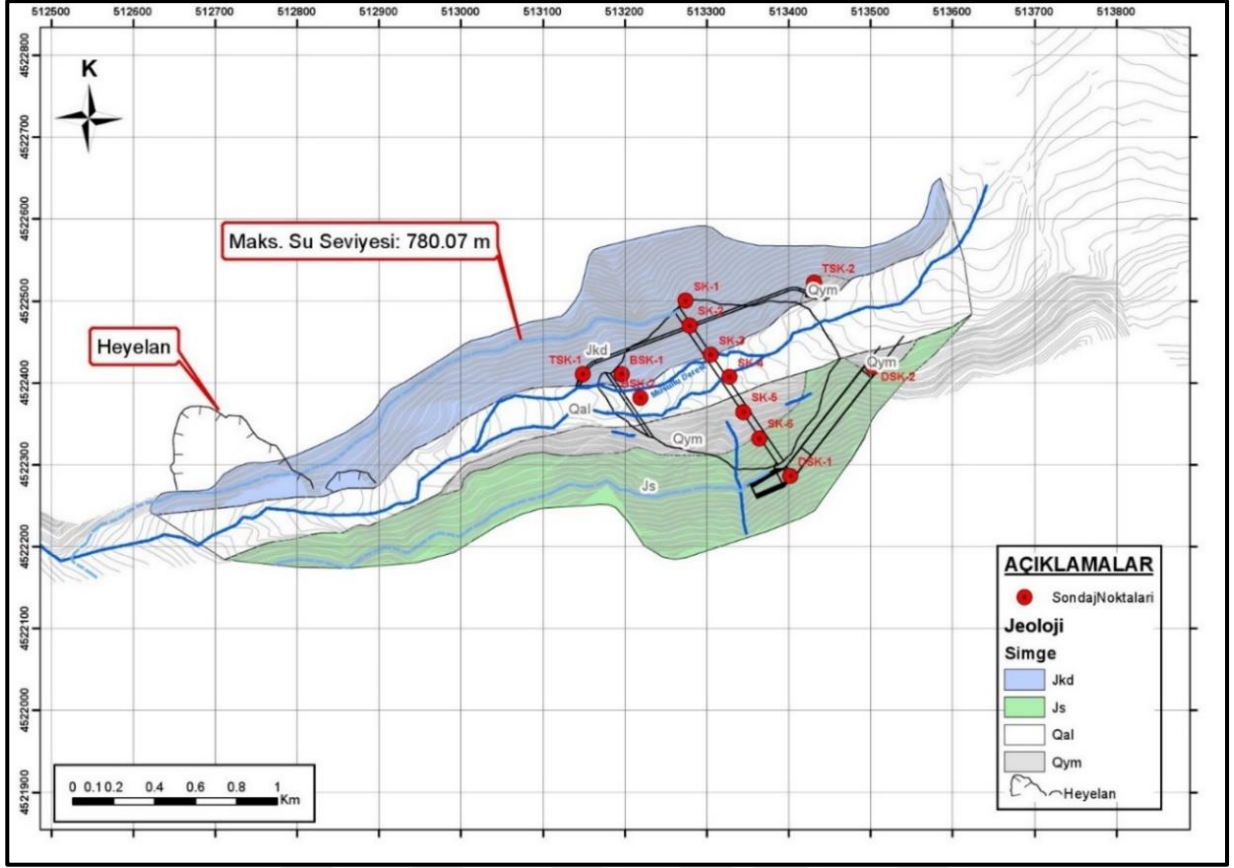 512500 512600 512700 512800 512900 513000 513100 513200 513300 513400 513500 513600 513700 513800
4522800
4522700
4522600
4522500
4522400
4522300
4522200
4522100
4522000
4521900
K
Maks. Su Seviyesi: 780.07 m
Heyelan
TSK-2
Qym
SK-1
SK-2
SK-3
SK-4
Jkd
TSK-1
BSK-1
BSK-2
Qym
DSK-2
Qal
SK-5
SK-6
Qym
DSK-1
Js
AÇIKLAMALAR
SondajNoktalari
Jeoloji
Simge
Jkd
Js
Qal
Qym
Heyelan
0 0.1 0.2 0.4 0.6 0.8 1
Km